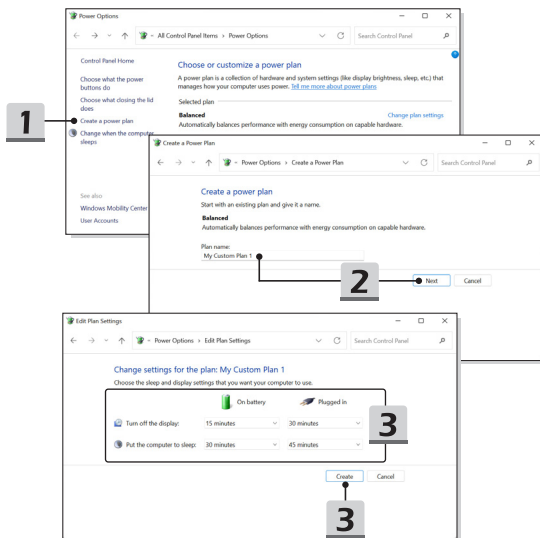 Power Options
All Control Panel Items › Power Options
Search Control Panel
Control Panel Home
Choose what the power
buttons do
Choose what closing the lid
does
Create a power plan
Change when the computer
sleeps
See also
Windows Mobility Center
User Accounts
Choose or customize a power plan
A power plan is a collection of hardware and system settings (like display brightness, sleep, etc.) that
manages how your computer uses power. Tell me more about power plans
Selected plan
Balanced
Change plan settings
Automatically balances performance with energy consumption on capable hardware.
1
Create a Power Plan
Power Options › Create a Power Plan
Search Control Panel
Create a power plan
Start with an existing plan and give it a name.
Balanced
Automatically balances performance with energy consumption on capable hardware.
Plan name:
My Custom Plan 1
2
Next
Cancel
Edit Plan Settings
Power Options › Edit Plan Settings
Search Control Panel
Change settings for the plan: My Custom Plan 1
Choose the sleep and display settings that you want your computer to use.
On battery
Plugged in
Turn off the display:
15 minutes
30 minutes
Put the computer to sleep:
30 minutes
45 minutes
3
Create
Cancel
3